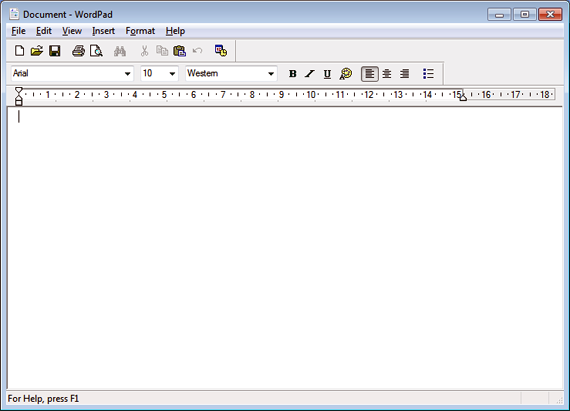 Document - WordPad
File Edit View Insert Format Help
Arial 10 Western B I U
1 2 3 4 5 6 7 8 9 10 11 12 13 14 15 16 17 18
For Help, press F1